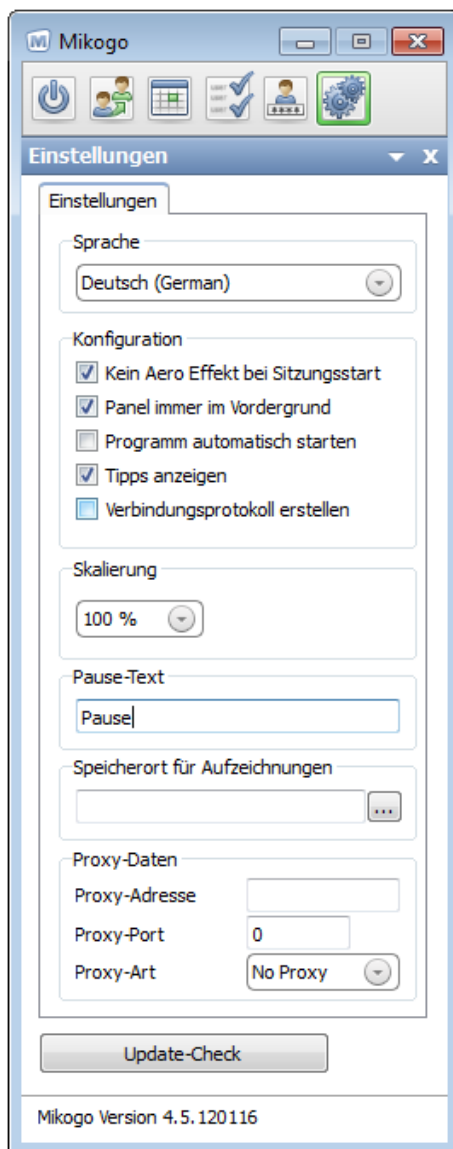 Mikogo
Einstellungen
Einstellungen
Sprache
Deutsch (German)
Konfiguration
Kein Aero Effekt bei Sitzungsstart
Panel immer im Vordergrund
Programm automatisch starten
Tipps anzeigen
Verbindungsprotokoll erstellen
Skalierung
100 %
Pause-Text
Pause
Speicherort für Aufzeichnungen
...
Proxy-Daten
Proxy-Adresse
Proxy-Port 0
Proxy-Art No Proxy
Update-Check
Mikogo Version 4.5.120116